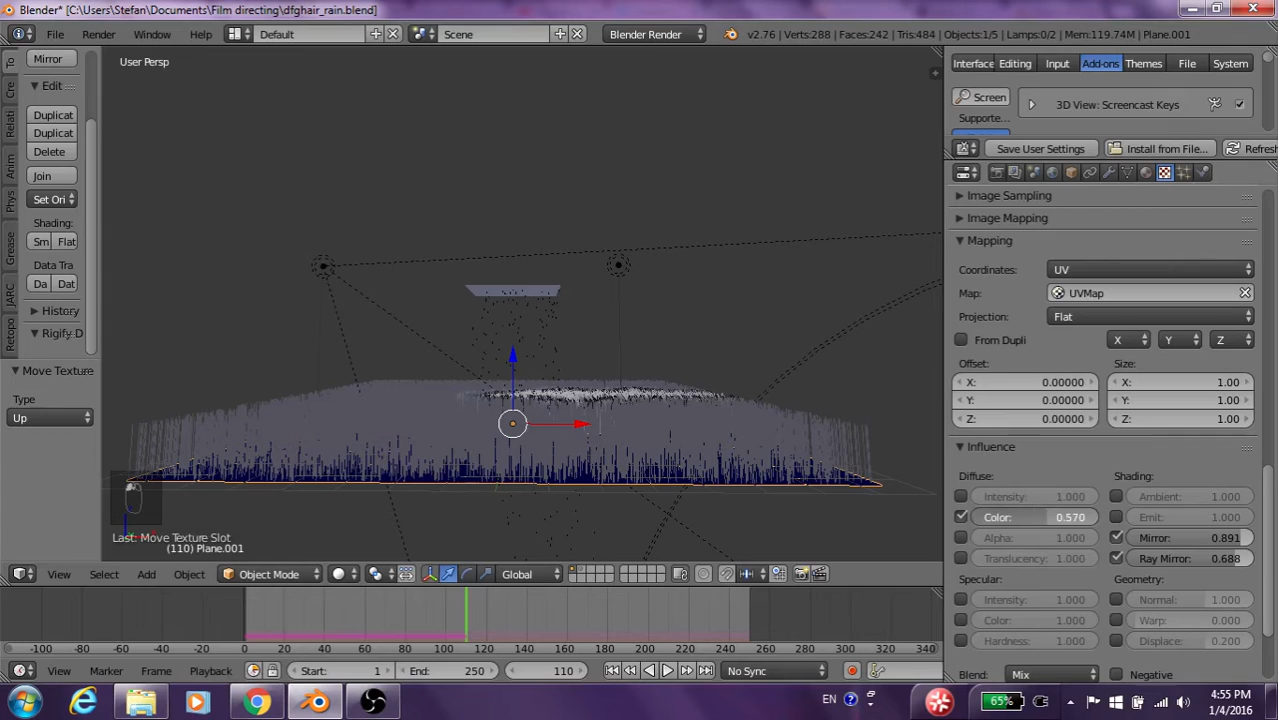 Blender* [C:\Users\Stefan\Documents\Film directing\dfghair_rain.blend]
File Render Window Help Default Scene Blender Render v2.76 | Verts:288 | Faces:242 | Tris:484 | Objects:1/5 | Lamps:0/2 | Mem:119.74M | Plane.001
To
Cre
Relati
Anim
Phys
Grease
JARC
Retopo
Mirror
Edit
Duplicat
Duplicat
Delete
Join
Set Ori
Shading:
Sm Flat
Data Tra
Da Dat
History
Rigify D
Move Texture
Type
Up
User Persp
Last: Move Texture Slot
(110) Plane.001
View Select Add Object Object Mode Global
-100 -80 -60 -40 -20 0 20 40 60 80 100 120 140 160 180 200 220 240 260 280 300 320 340
View Marker Frame Playback Start: 1 End: 250 110 No Sync
Interface Editing Input Add-ons Themes File System
Screen
3D View: Screencast Keys
Supporte...
Save User Settings Install from File... Refresh
Image Sampling
Image Mapping
Mapping
Coordinates: UV
Map: UVMap
Projection: Flat
From Dupli X Y Z
Offset: Size:
X: 0.00000 X: 1.00
Y: 0.00000 Y: 1.00
Z: 0.00000 Z: 1.00
Influence
Diffuse: Shading:
Intensity: 1.000 Ambient: 1.000
Color: 0.570 Emit: 1.000
Alpha: 1.000 Mirror: 0.891
Translucency: 1.000 Ray Mirror: 0.688
Specular: Geometry:
Intensity: 1.000 Normal: 1.000
Color: 1.000 Warp: 0.000
Hardness: 1.000 Displace: 0.200
Blend: Mix Negative
EN 65% 4:55 PM
1/4/2016